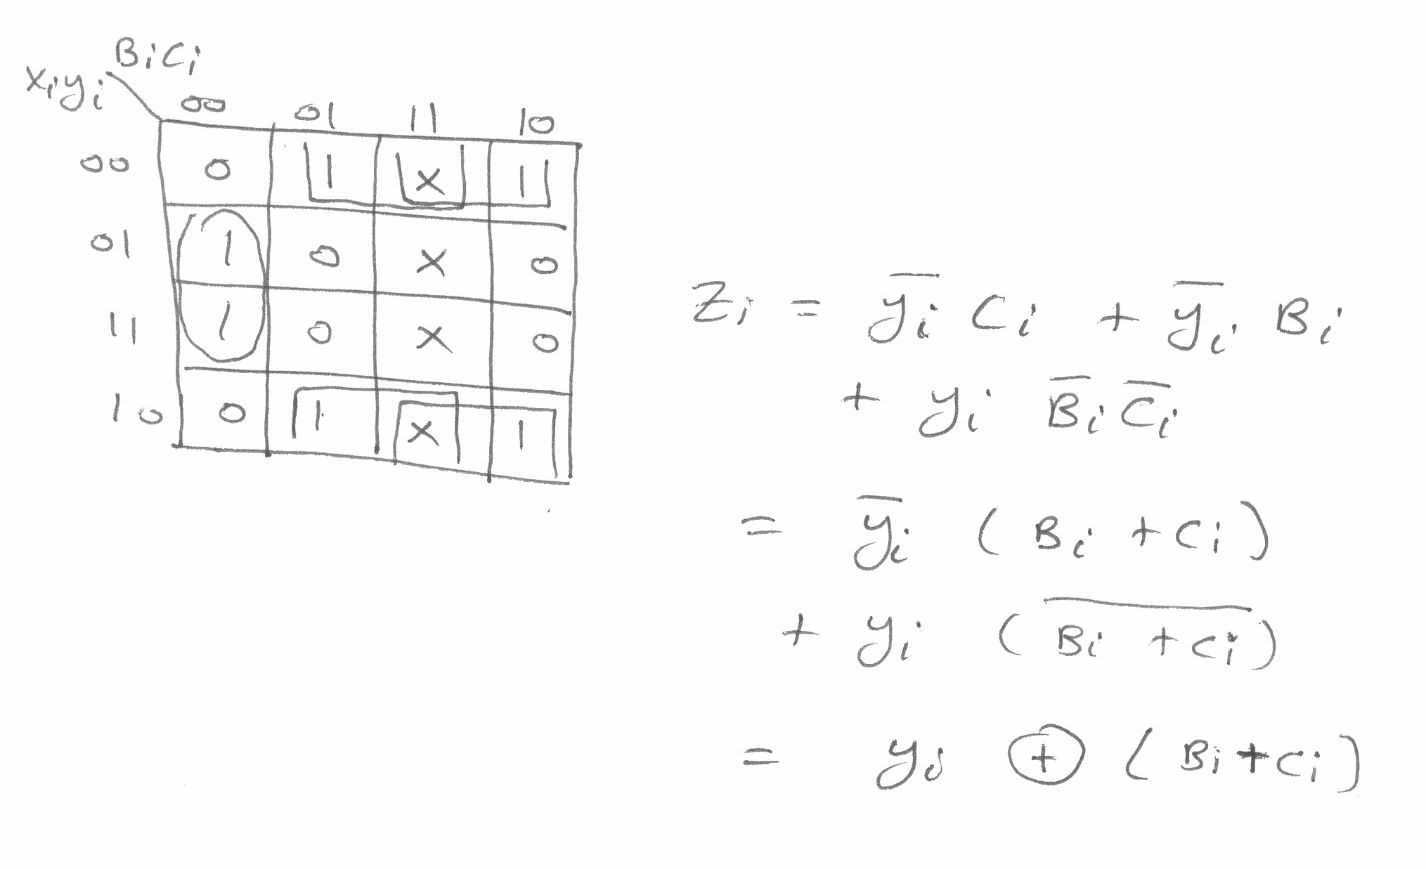 BiCi
xiyi
00 01 11 10
00 0 1 x 1
01 1 0 x 0
11 1 0 x 0
10 0 1 x 1
Zi = y̅i Ci + y̅i Bi
+ yi B̅i C̅i
= y̅i (Bi + Ci)
+ yi (B̅i̅ ̅+̅ ̅C̅i̅)
= yi ⊕ (Bi + Ci)